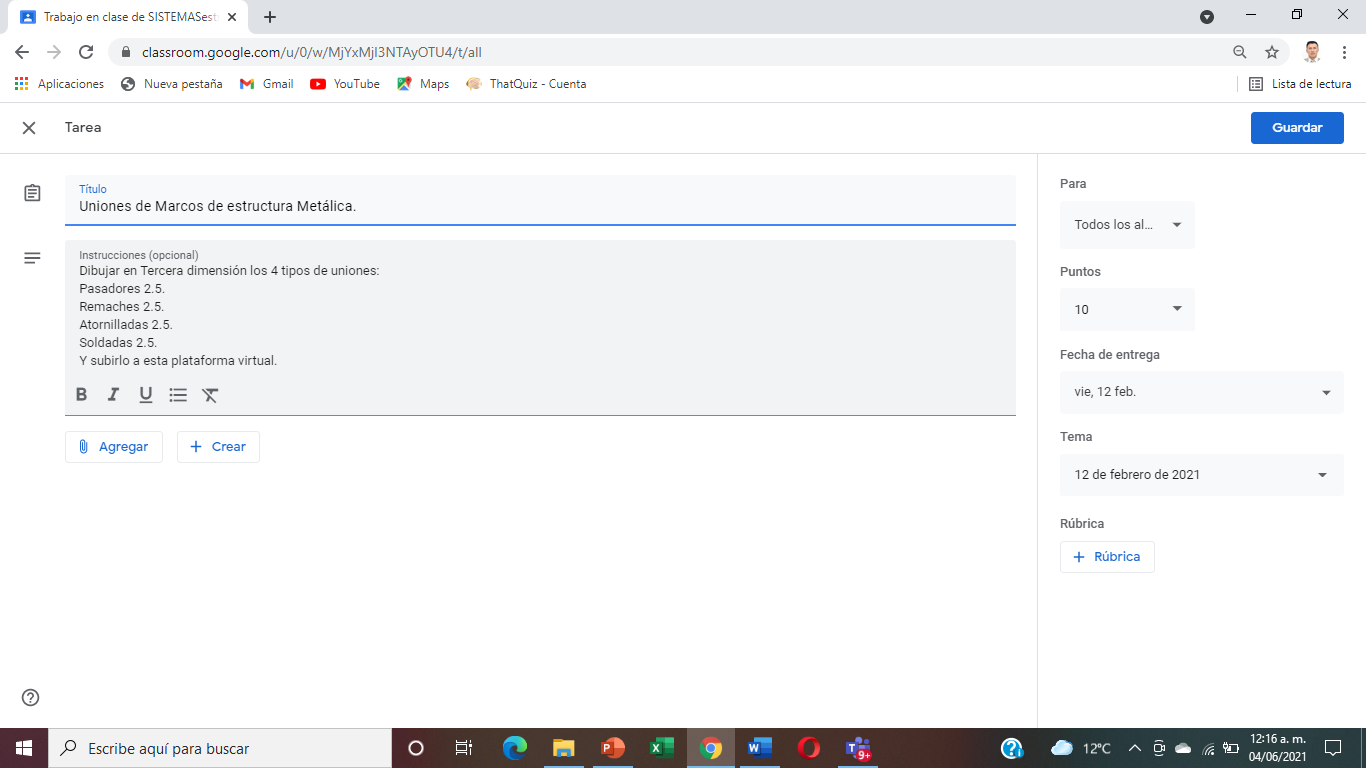 Trabajo en clase de SISTEMASest
classroom.google.com/u/0/w/MjYxMjI3NTAyOTU4/t/all
Aplicaciones
Nueva pestaña
Gmail
YouTube
Maps
ThatQuiz - Cuenta
Lista de lectura
Tarea
Guardar
Título
Uniones de Marcos de estructura Metálica.
Instrucciones (opcional)
Dibujar en Tercera dimensión los 4 tipos de uniones:
Pasadores 2.5.
Remaches 2.5.
Atornilladas 2.5.
Soldadas 2.5.
Y subirlo a esta plataforma virtual.
B I U
Agregar
Crear
Para
Todos los al...
Puntos
10
Fecha de entrega
vie, 12 feb.
Tema
12 de febrero de 2021
Rúbrica
Rúbrica
Escribe aquí para buscar
9+
12°C
12:16 a. m.
04/06/2021